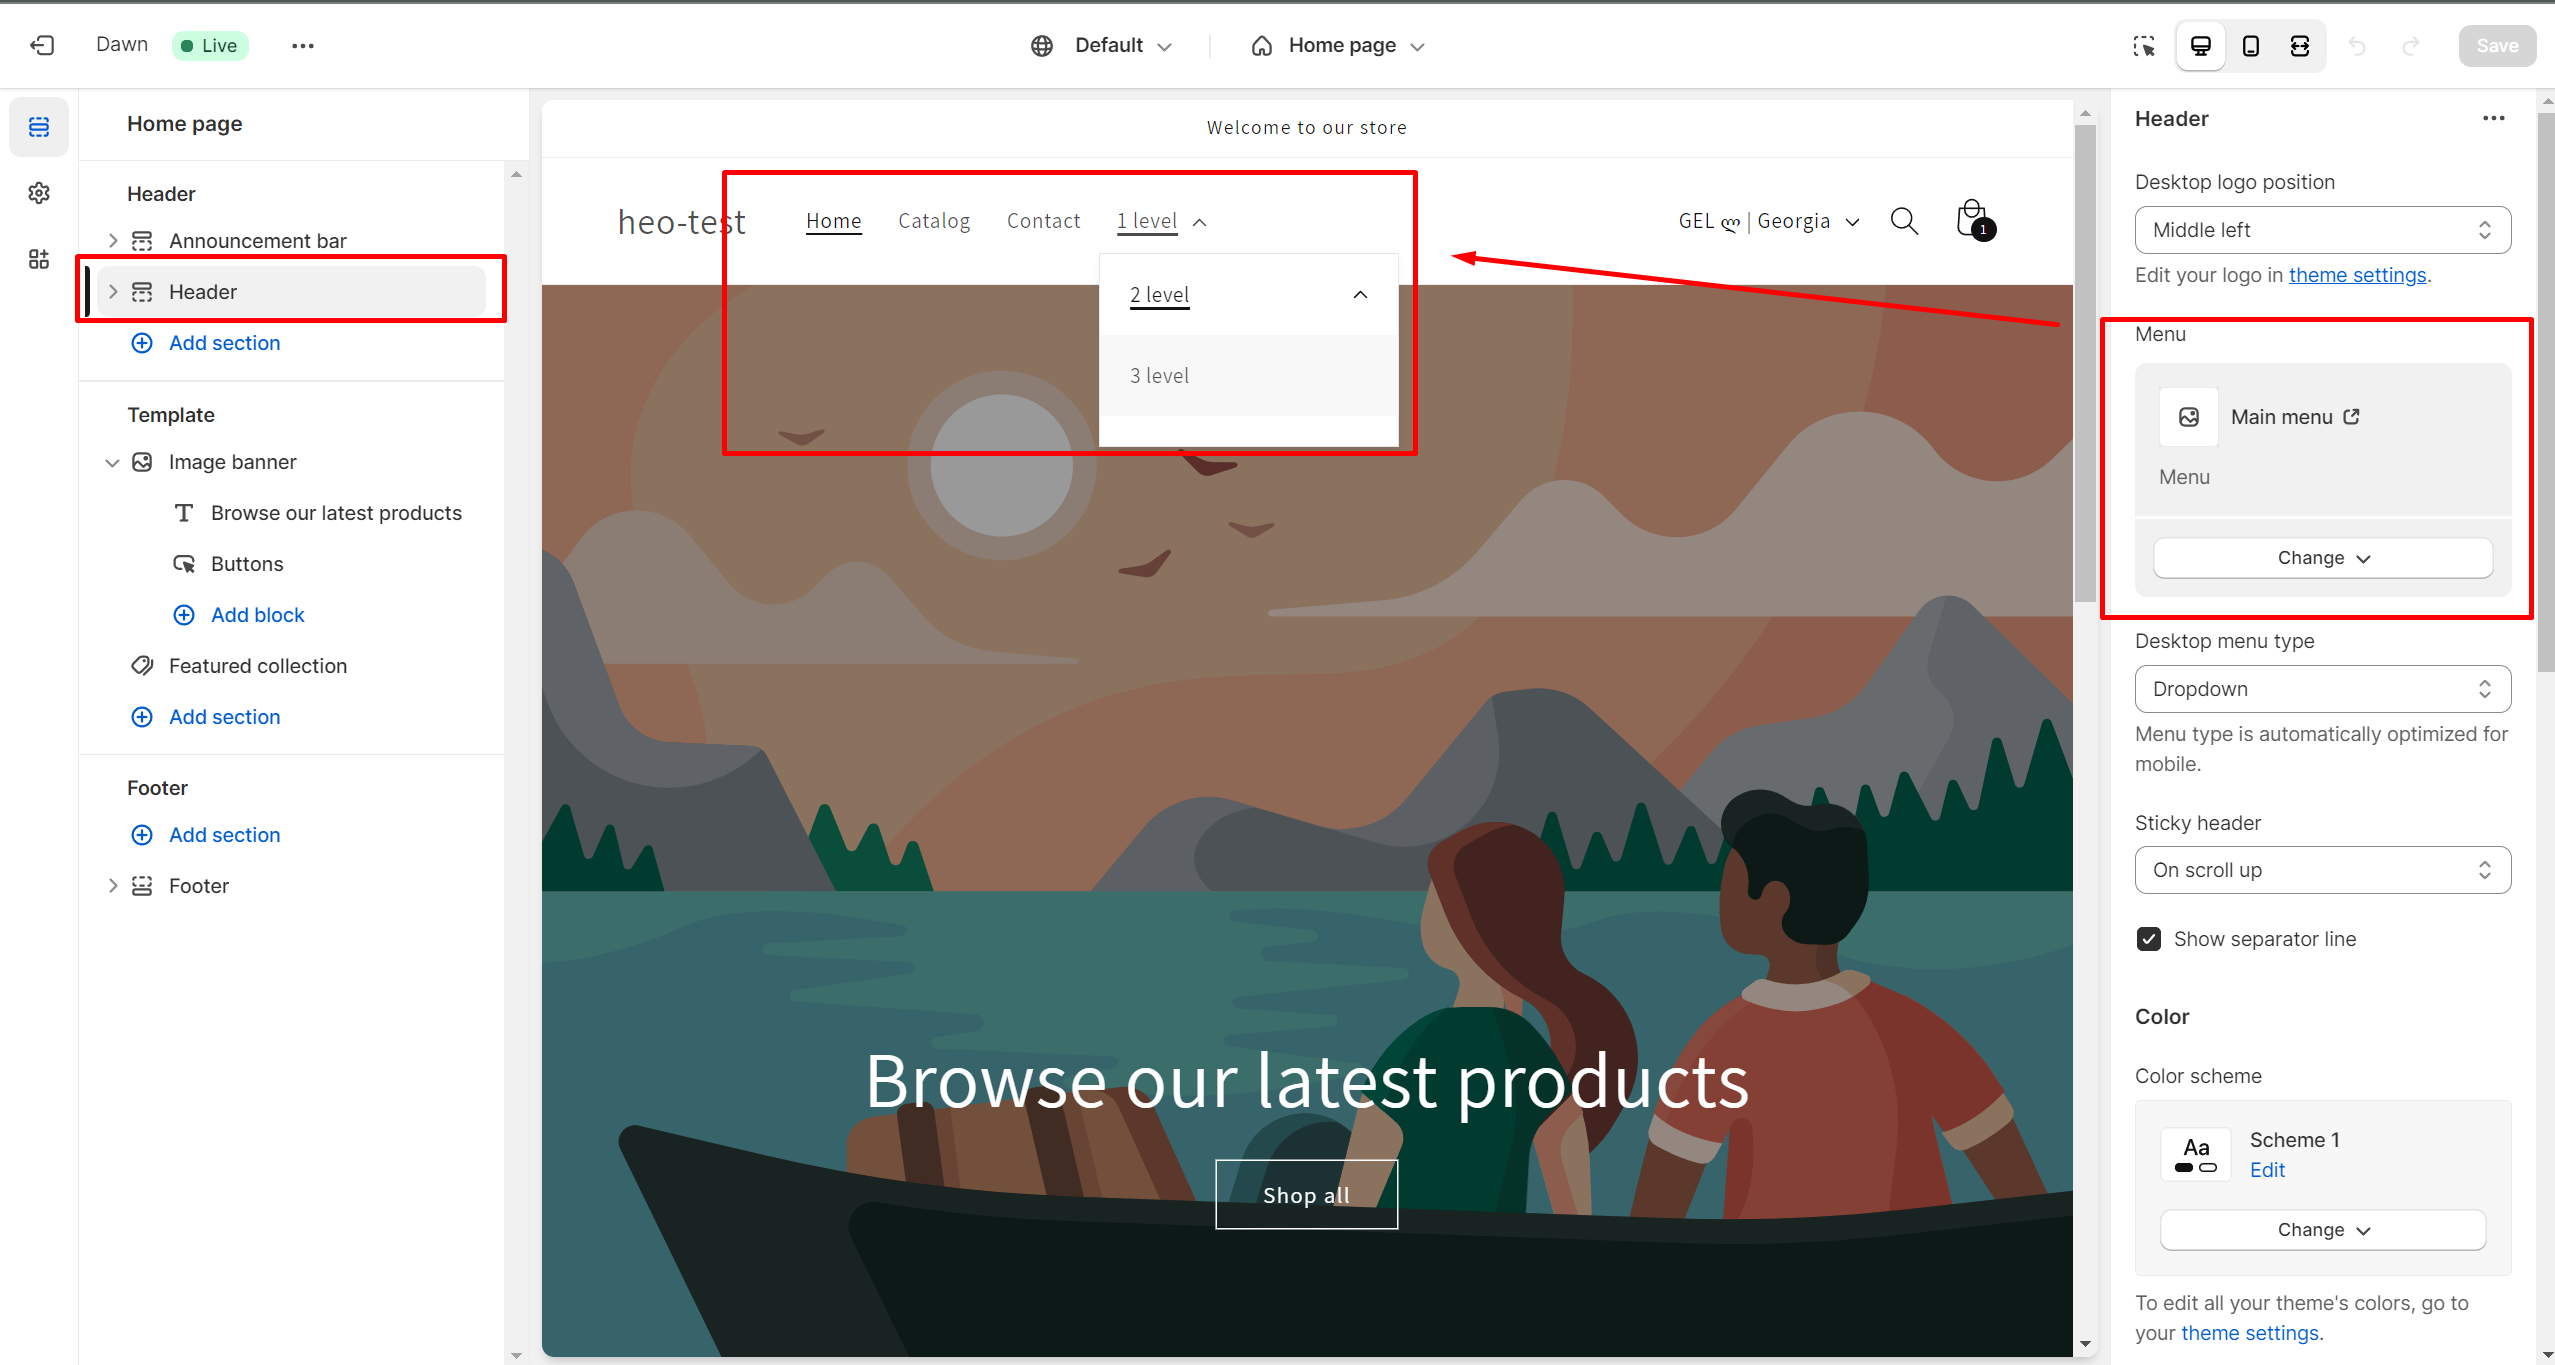 Dawn
Live
Default
Home page
Save
Home page
Header
Announcement bar
Header
Add section
Template
Image banner
Browse our latest products
Buttons
Add block
Featured collection
Add section
Footer
Add section
Footer
Welcome to our store
heo-test
Home Catalog Contact 1 level
GEL ლ | Georgia
1
2 level
3 level
Browse our latest products
Shop all
Header
Desktop logo position
Middle left
Edit your logo in theme settings.
Menu
Main menu
Menu
Change
Desktop menu type
Dropdown
Menu type is automatically optimized for
mobile.
Sticky header
On scroll up
Show separator line
Color
Color scheme
Aa
Scheme 1
Edit
Change
To edit all your theme's colors, go to
your theme settings.